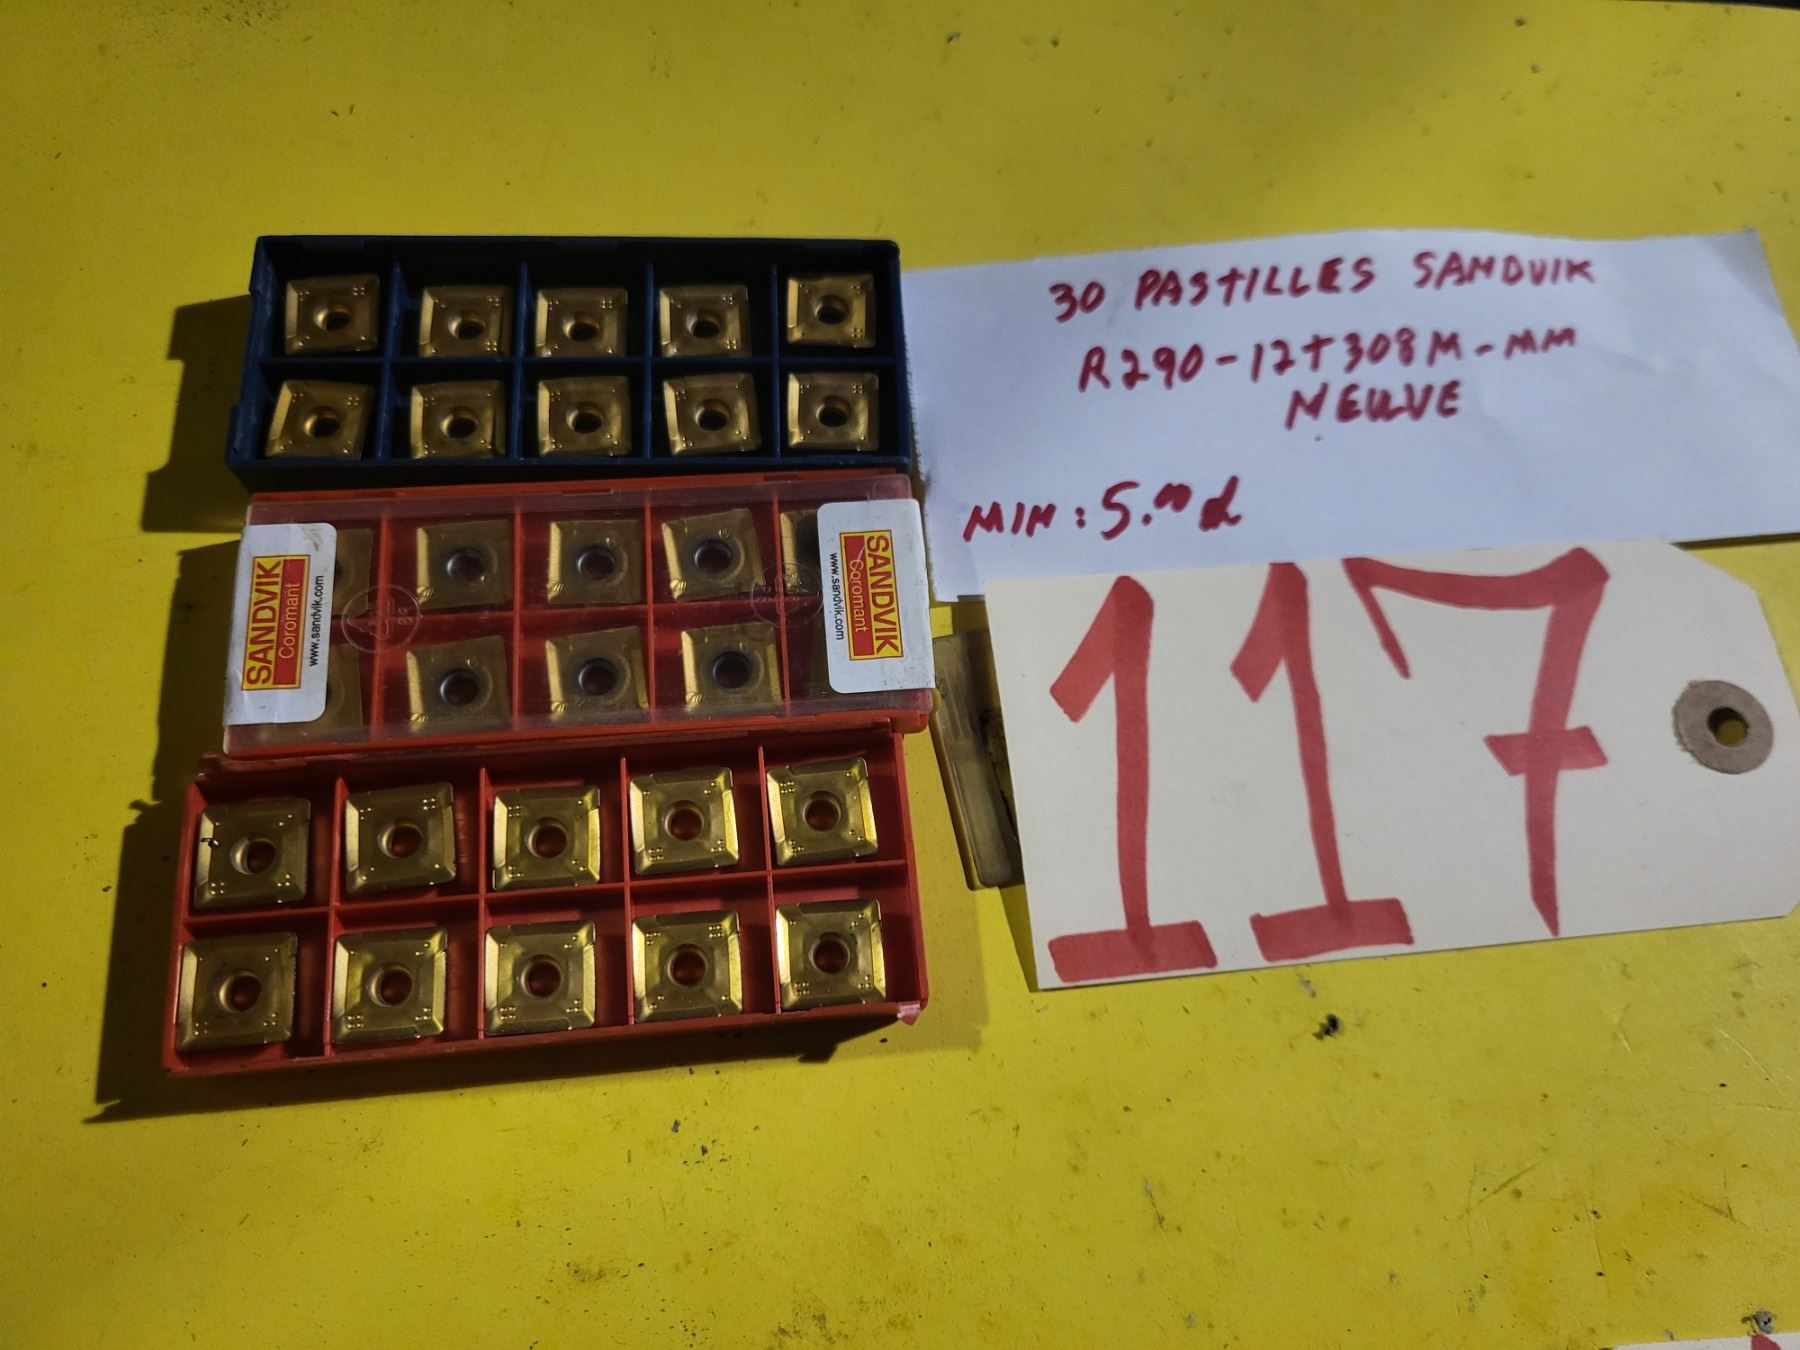 30 PASTILLES SANDVIK
R290-12T308M-MM
NEUVE
MIN: 5.00
117
SANDVIK
Coromant
www.sandvik.com
SANDVIK
Coromant
www.sandvik.com